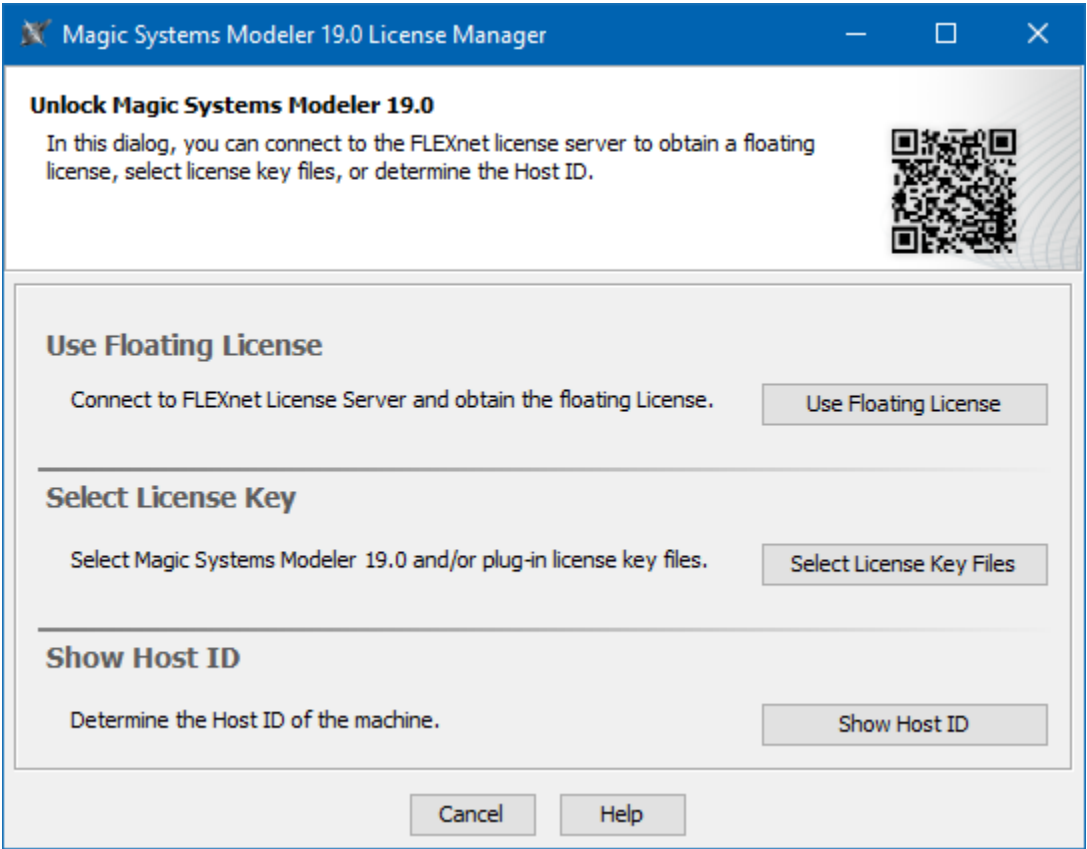 Magic Systems Modeler 19.0 License Manager
Unlock Magic Systems Modeler 19.0
In this dialog, you can connect to the FLEXnet license server to obtain a floating
license, select license key files, or determine the Host ID.
Use Floating License
Connect to FLEXnet License Server and obtain the floating License.
Use Floating License
Select License Key
Select Magic Systems Modeler 19.0 and/or plug-in license key files.
Select License Key Files
Show Host ID
Determine the Host ID of the machine.
Show Host ID
Cancel
Help